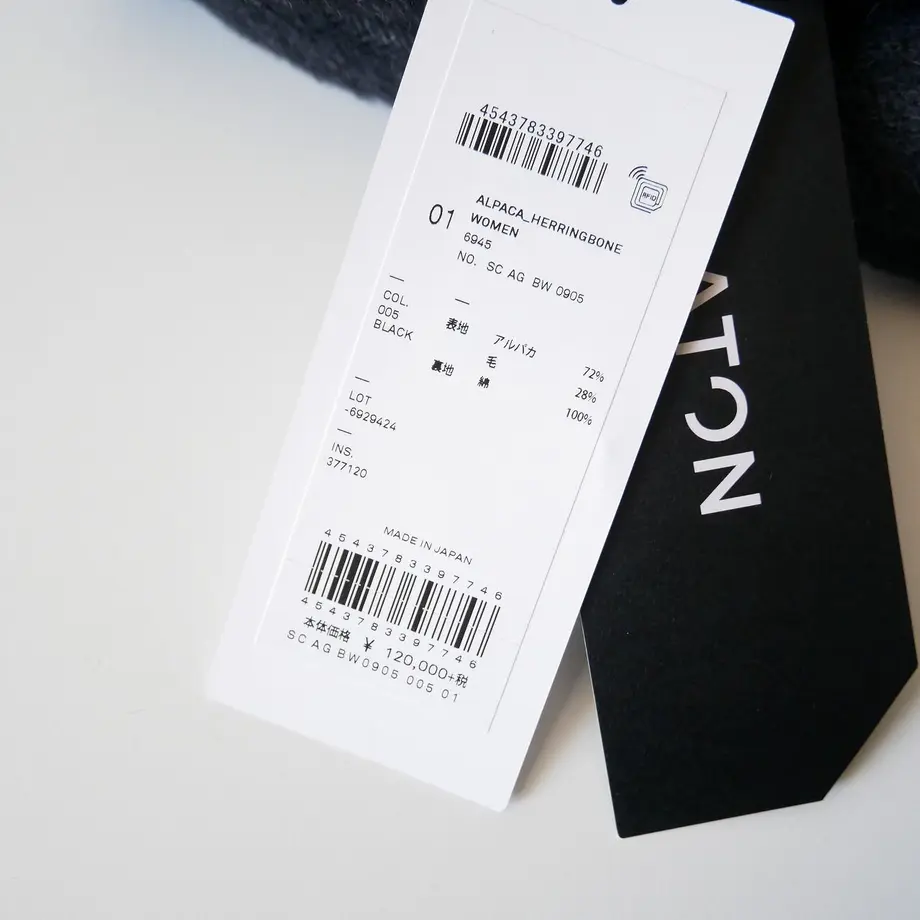 4543783397746
RFID
ALPACA_HERRINGBONE
01 WOMEN
6945
NO. SC AG BW 0905
—
COL.
005
BLACK
—
表地 アルパカ 72%
毛 28%
裏地 綿 100%
—
LOT
-6929424
—
INS.
377120
MADE IN JAPAN
4543783397746
4543783397746
本体価格 ¥ 120,000+税
SC AG BW0905 005 01
ATON